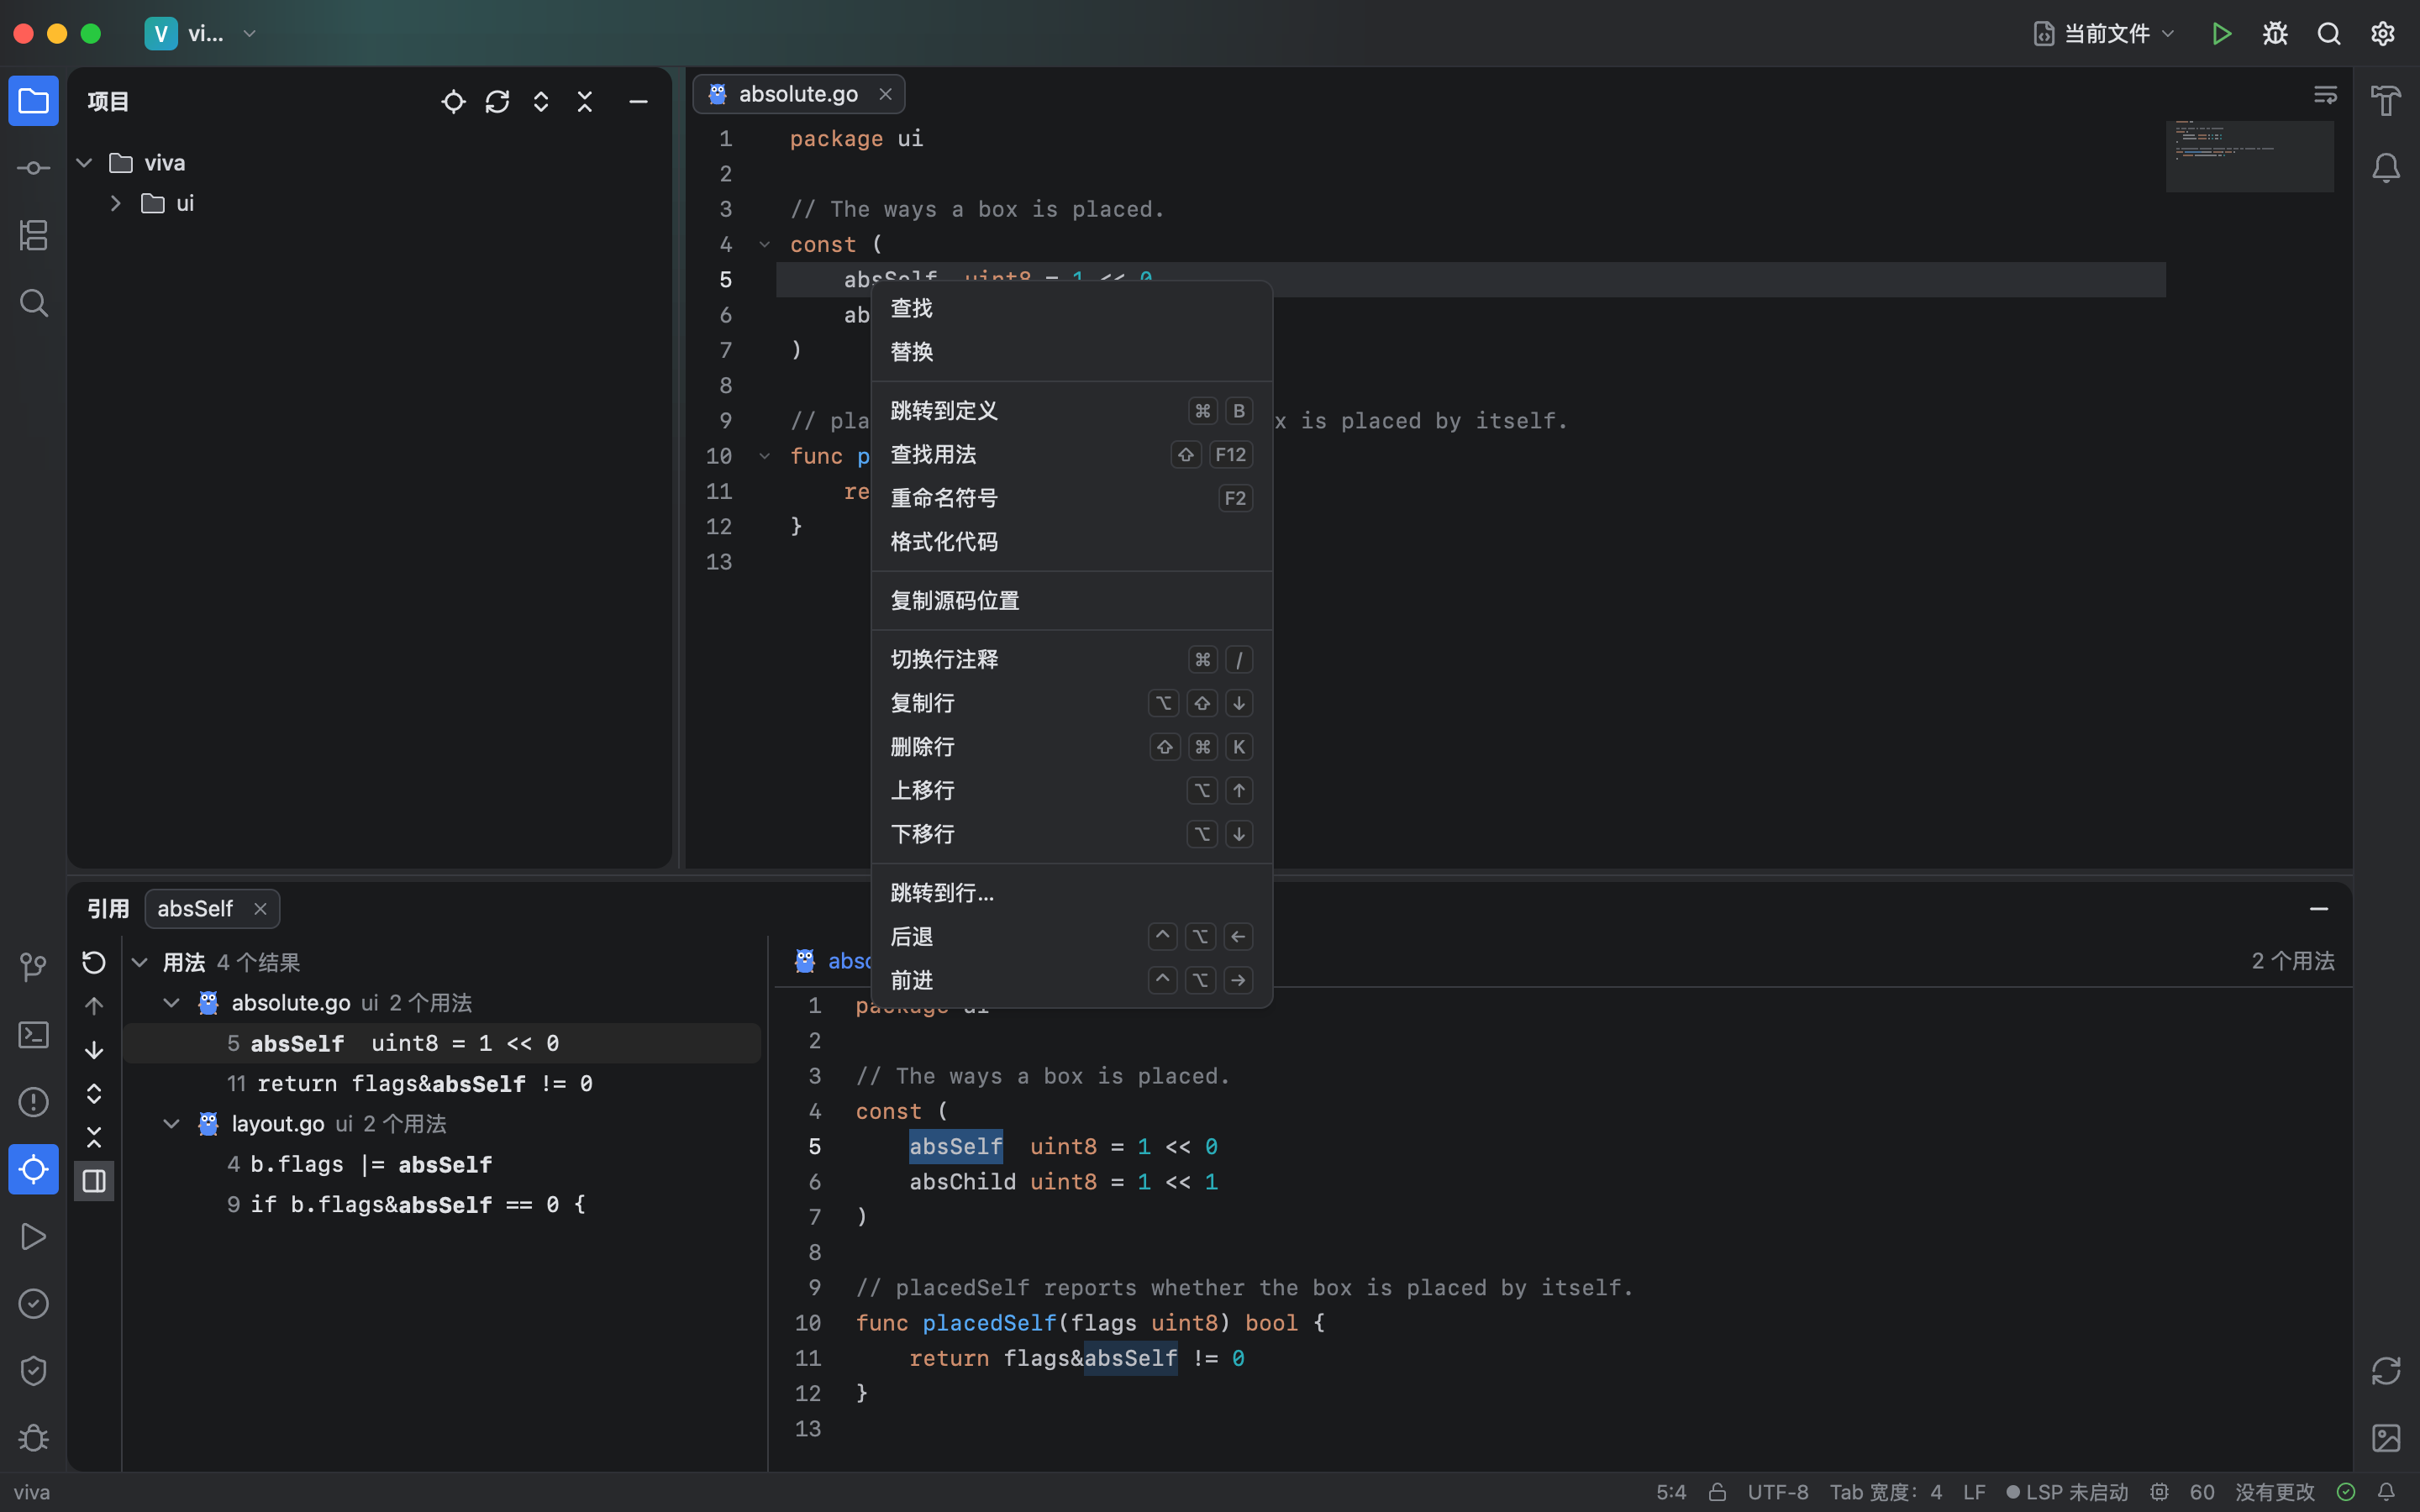 V vi...
当前文件
项目
viva
ui
absolute.go
1 package ui
2
3 // The ways a box is placed.
4 const (
5 absSelf uint8 = 1 << 0
6 ab
7 )
8
9 // pla x is placed by itself.
10 func p
11 re
12 }
13
查找
替换
跳转到定义 ⌘ B
查找用法 ⇧ F12
重命名符号 F2
格式化代码
复制源码位置
切换行注释 ⌘ /
复制行 ⌥ ⇧ ↓
删除行 ⇧ ⌘ K
上移行 ⌥ ↑
下移行 ⌥ ↓
跳转到行...
后退 ^ ⌥ ←
前进 ^ ⌥ →
引用 absSelf
用法 4 个结果
absolute.go ui 2 个用法
5 absSelf uint8 = 1 << 0
11 return flags&absSelf != 0
layout.go ui 2 个用法
4 b.flags |= absSelf
9 if b.flags&absSelf == 0 {
abso
2 个用法
1 package ui
2
3 // The ways a box is placed.
4 const (
5 absSelf uint8 = 1 << 0
6 absChild uint8 = 1 << 1
7 )
8
9 // placedSelf reports whether the box is placed by itself.
10 func placedSelf(flags uint8) bool {
11 return flags&absSelf != 0
12 }
13
viva
5:4 UTF-8 Tab 宽度: 4 LF LSP 未启动 60 没有更改